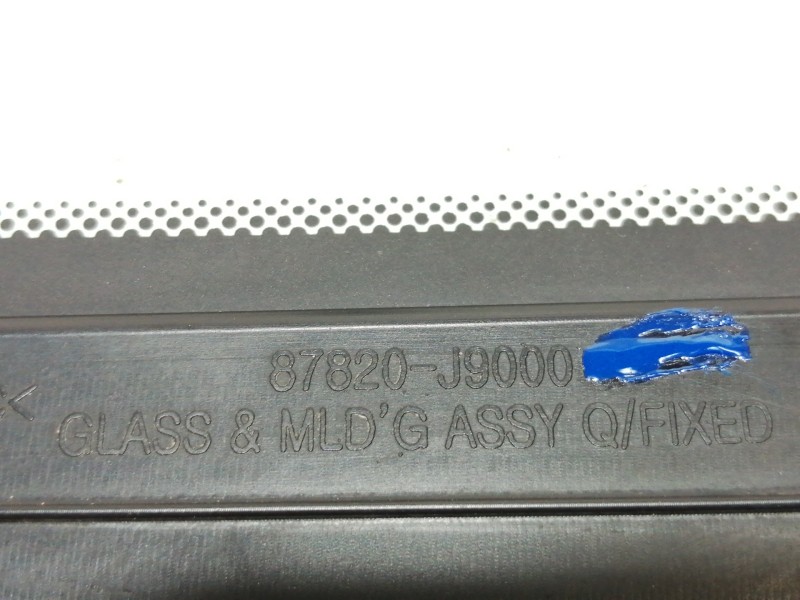 87820-J9000
GLASS & MLD'G ASSY Q/FIXED